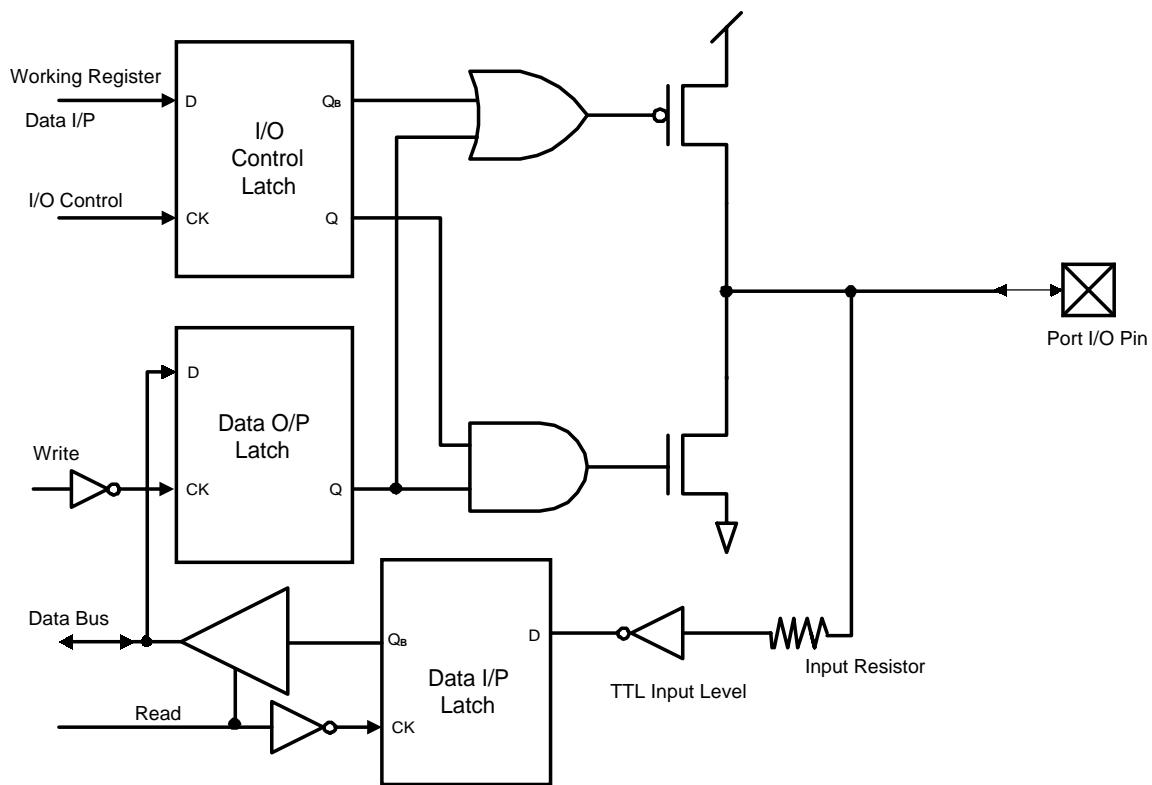 Working Register
Data I/P
I/O Control
D
CK
QB
Q
I/O
Control
Latch
D
CK
Q
Data O/P
Latch
Write
Port I/O Pin
Data Bus
Read
QB
D
CK
Data I/P
Latch
TTL Input Level
Input Resistor